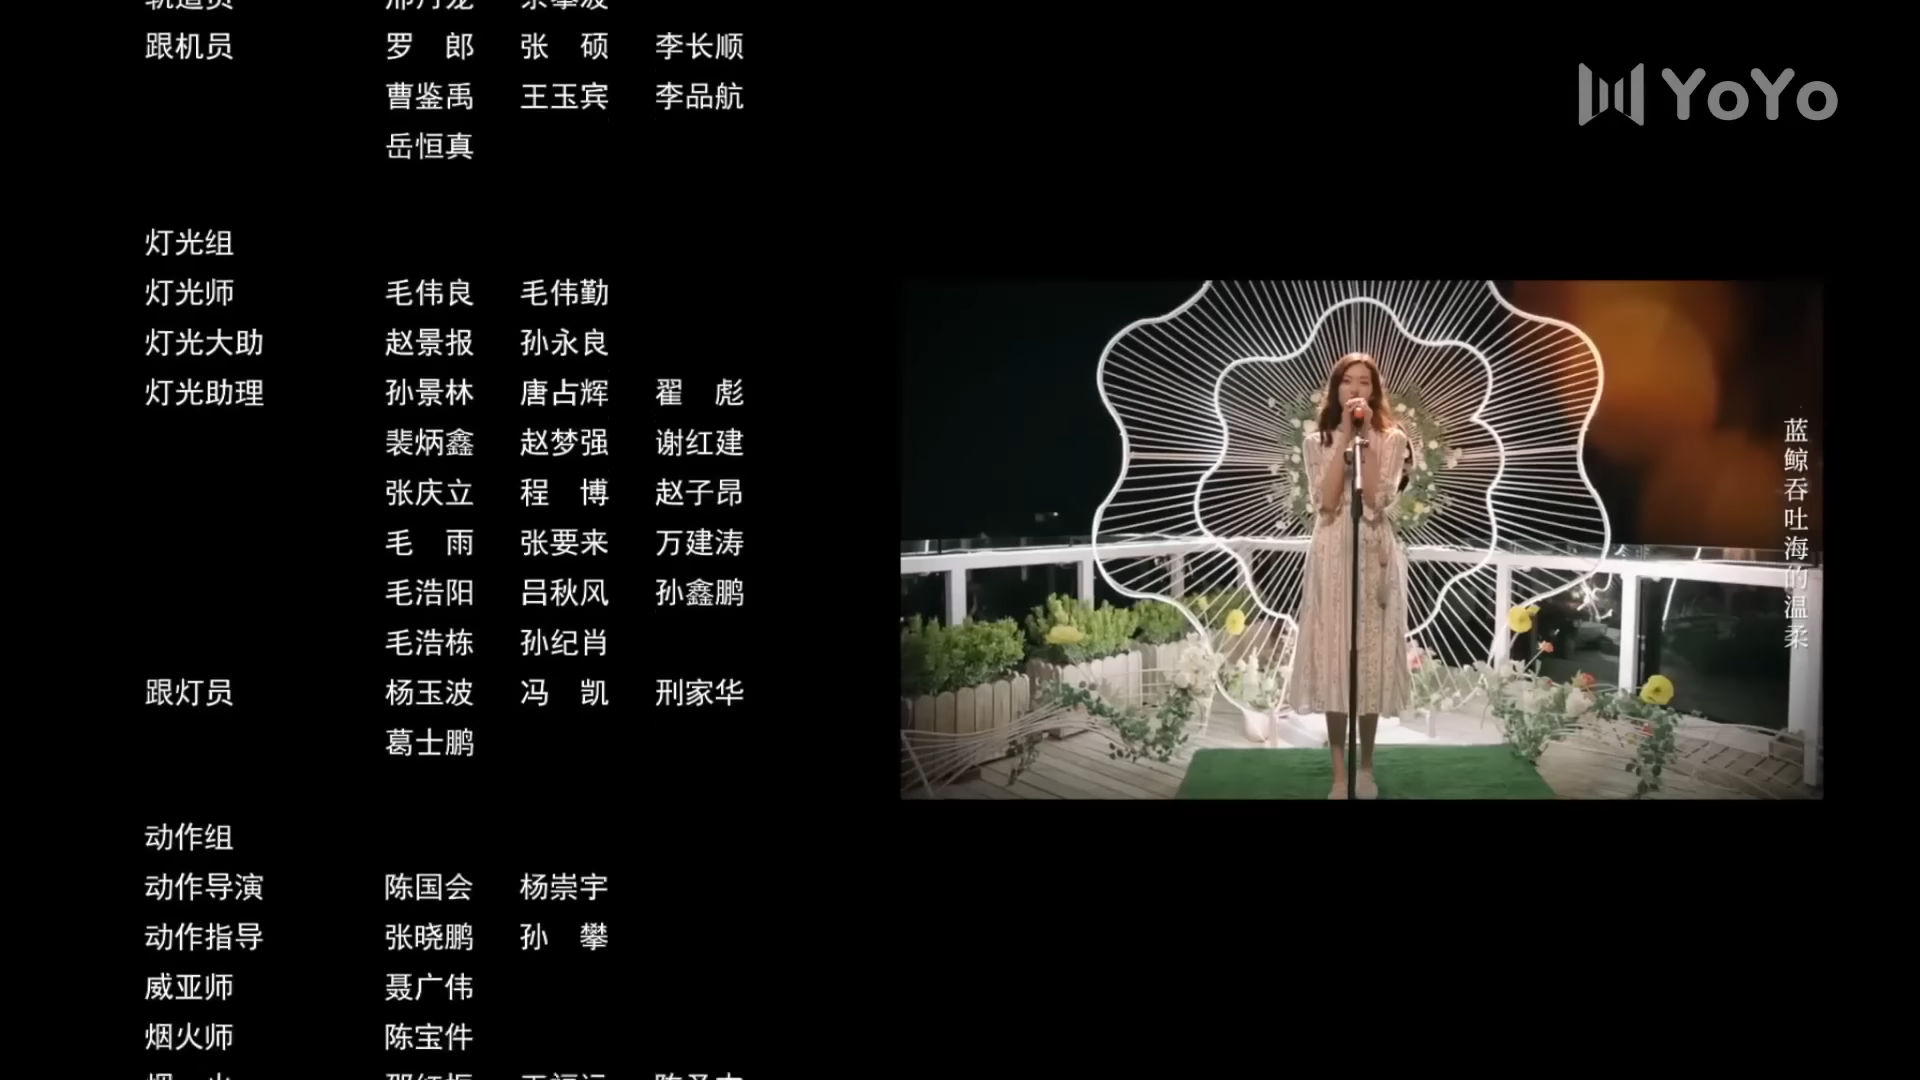 跟机员 罗 郎 张 硕 李长顺
曹鉴禹 王玉宾 李品航
岳恒真
灯光组
灯光师 毛伟良 毛伟勤
灯光大助 赵景报 孙永良
灯光助理 孙景林 唐占辉 翟 彪
裴炳鑫 赵梦强 谢红建
张庆立 程 博 赵子昂
毛 雨 张要来 万建涛
毛浩阳 吕秋风 孙鑫鹏
毛浩栋 孙纪肖
跟灯员 杨玉波 冯 凯 刑家华
葛士鹏
动作组
动作导演 陈国会 杨崇宇
动作指导 张晓鹏 孙 攀
威亚师 聂广伟
烟火师 陈宝件
YoYo
蓝鲸吞吐海的温柔